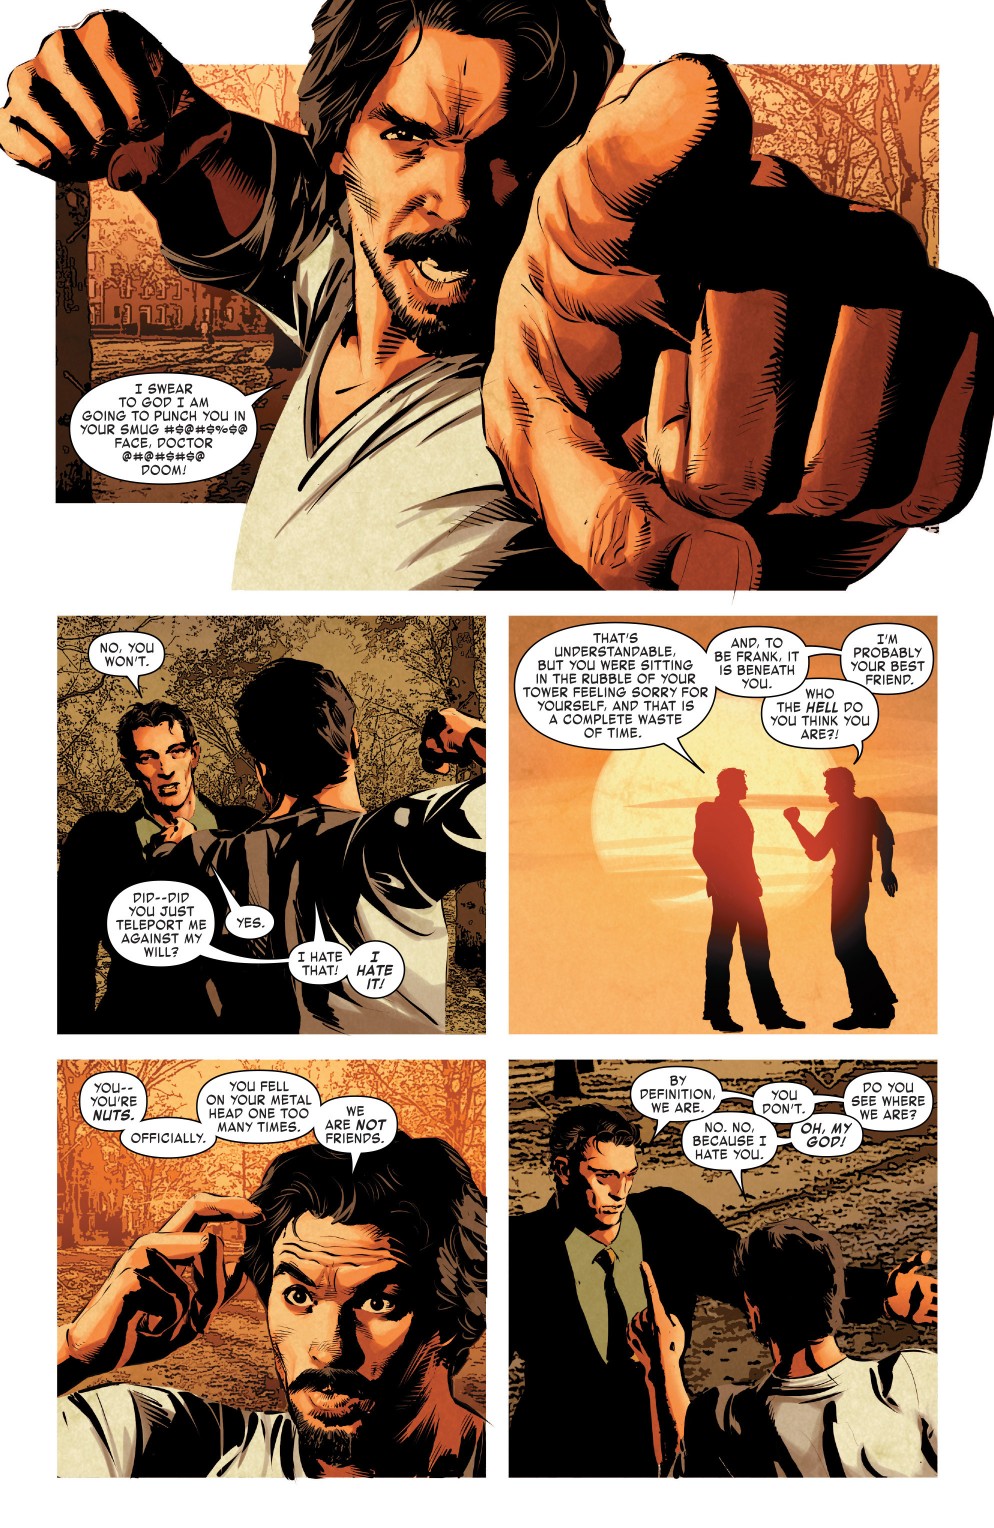 I SWEAR
TO GOD I AM
GOING TO PUNCH YOU IN
YOUR SMUG #$@#$%$@
FACE, DOCTOR
@#@#$#$@
DOOM!
NO, YOU
WON'T.
DID--DID
YOU JUST
TELEPORT ME
AGAINST MY
WILL?
YES.
I HATE
THAT!
I
HATE
IT!
THAT'S
UNDERSTANDABLE,
BUT YOU WERE SITTING
IN THE RUBBLE OF YOUR
TOWER FEELING SORRY FOR
YOURSELF, AND THAT IS
A COMPLETE WASTE
OF TIME.
AND, TO
BE FRANK, IT
IS BENEATH
YOU.
I'M
PROBABLY
YOUR BEST
FRIEND.
WHO
THE HELL DO
YOU THINK YOU
ARE?!
YOU--
YOU'RE
NUTS.
OFFICIALLY.
YOU FELL
ON YOUR METAL
HEAD ONE TOO
MANY TIMES.
WE
ARE NOT
FRIENDS.
BY
DEFINITION,
WE ARE.
NO. NO,
BECAUSE I
HATE YOU.
YOU
DON'T.
OH, MY
GOD!
DO YOU
SEE WHERE
WE ARE?